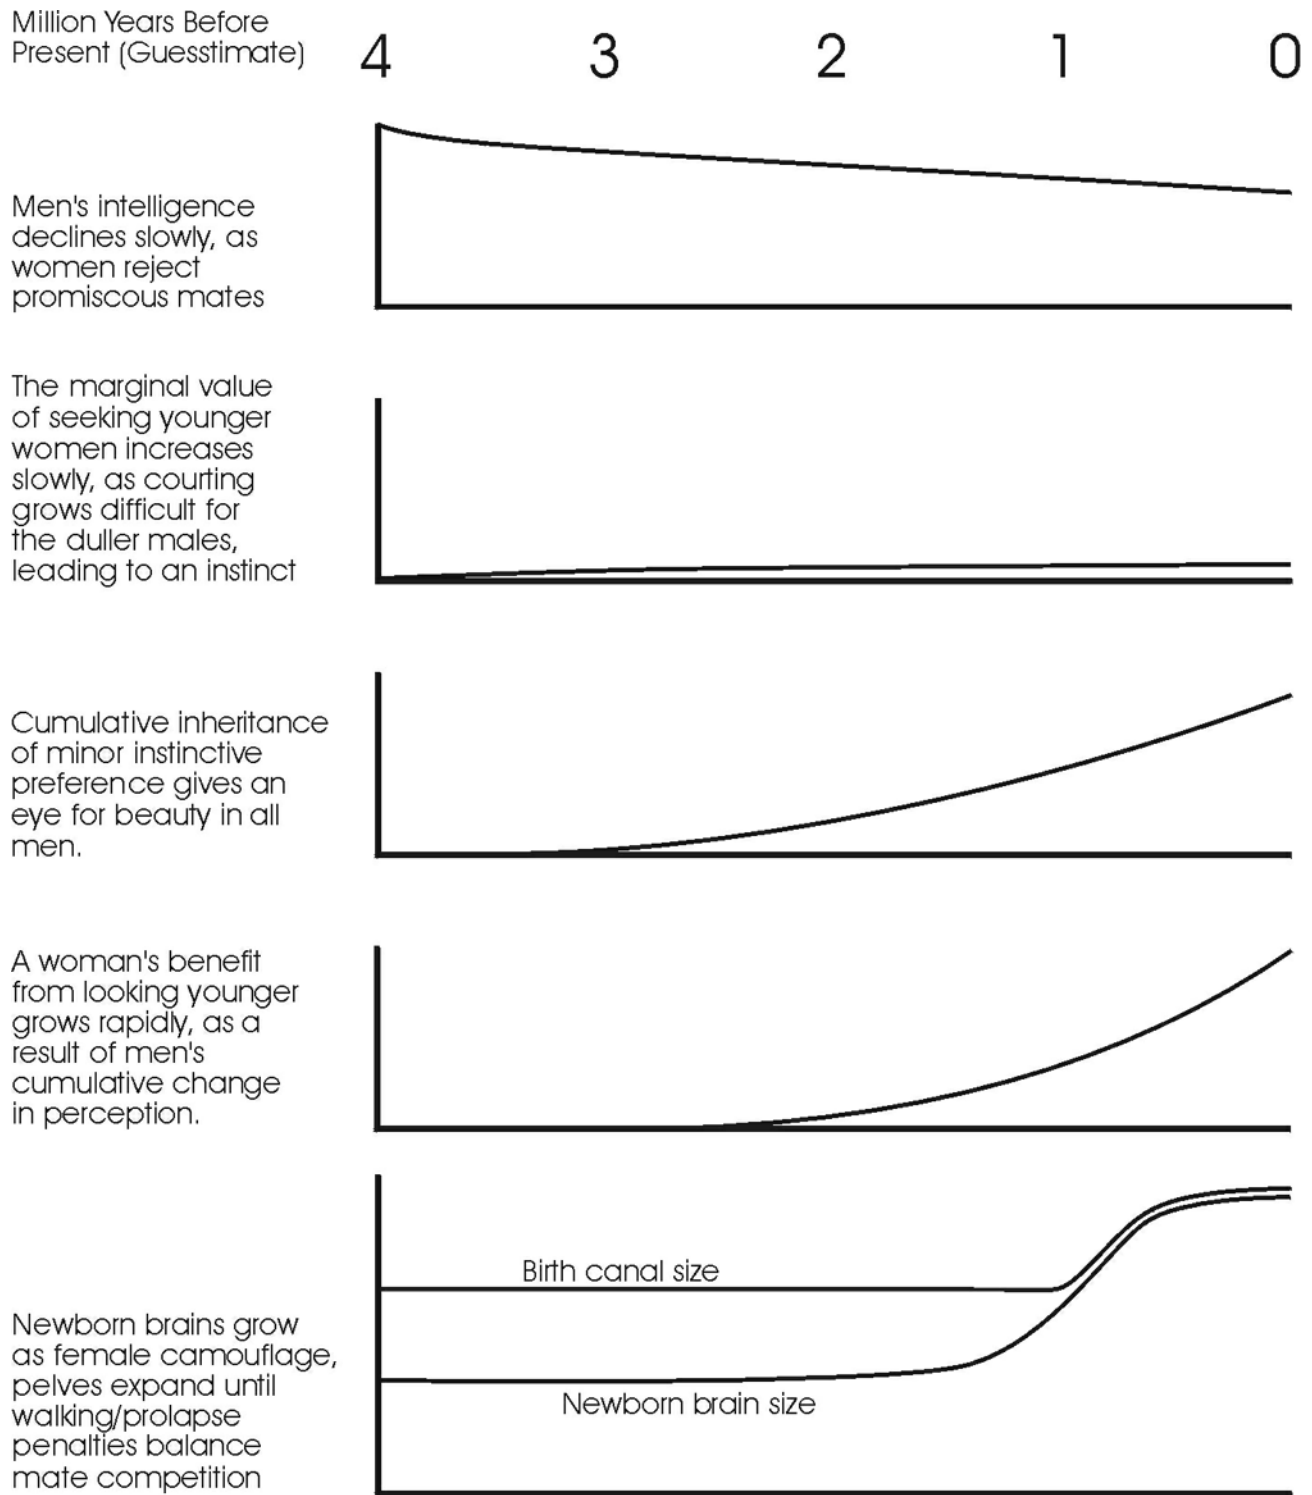 Million Years Before
Present (Guesstimate)
4 3 2 1 0
Men's intelligence
declines slowly, as
women reject
promiscous mates
The marginal value
of seeking younger
women increases
slowly, as courting
grows difficult for
the duller males,
leading to an instinct
Cumulative inheritance
of minor instinctive
preference gives an
eye for beauty in all
men.
A woman's benefit
from looking younger
grows rapidly, as a
result of men's
cumulative change
in perception.
Birth canal size
Newborn brain size
Newborn brains grow
as female camouflage,
pelves expand until
walking/prolapse
penalties balance
mate competition